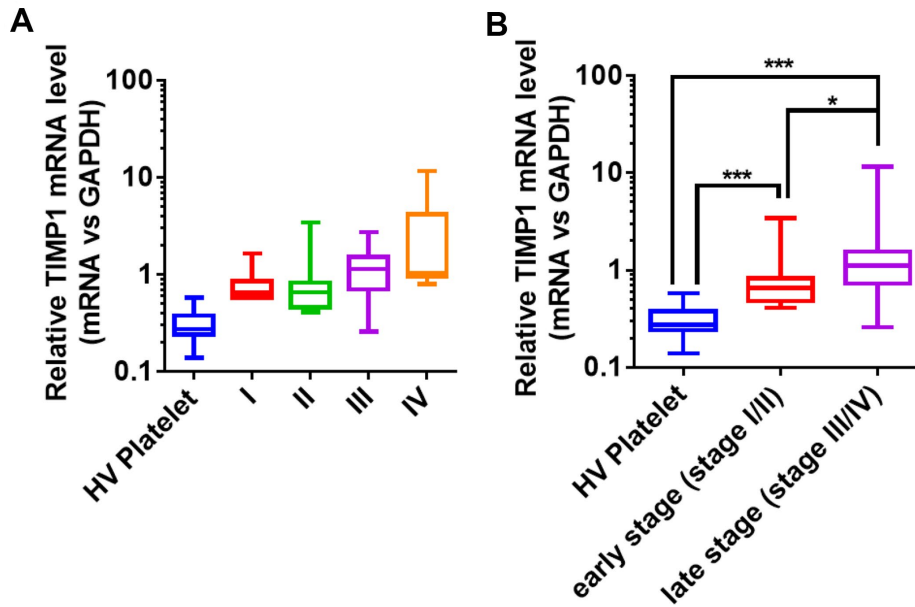 A
Relative TIMP1 mRNA level
(mRNA vs GAPDH)
100
10
1
0.1
HV Platelet
I
II
III
IV
B
Relative TIMP1 mRNA level
(mRNA vs GAPDH)
100
10
1
0.1
***
*
***
HV Platelet
early stage (stage I/II)
late stage (stage III/IV)